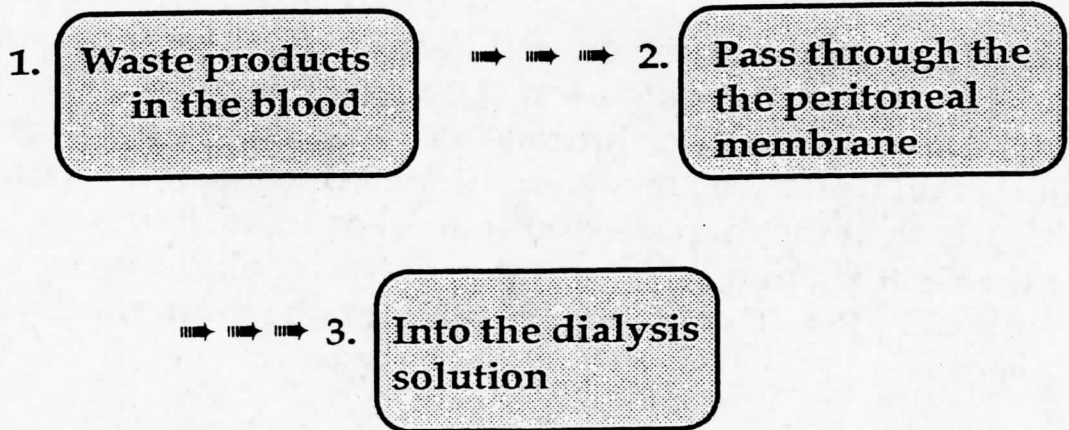 1. Waste products
in the blood
2. Pass through the
the peritoneal
membrane
3. Into the dialysis
solution